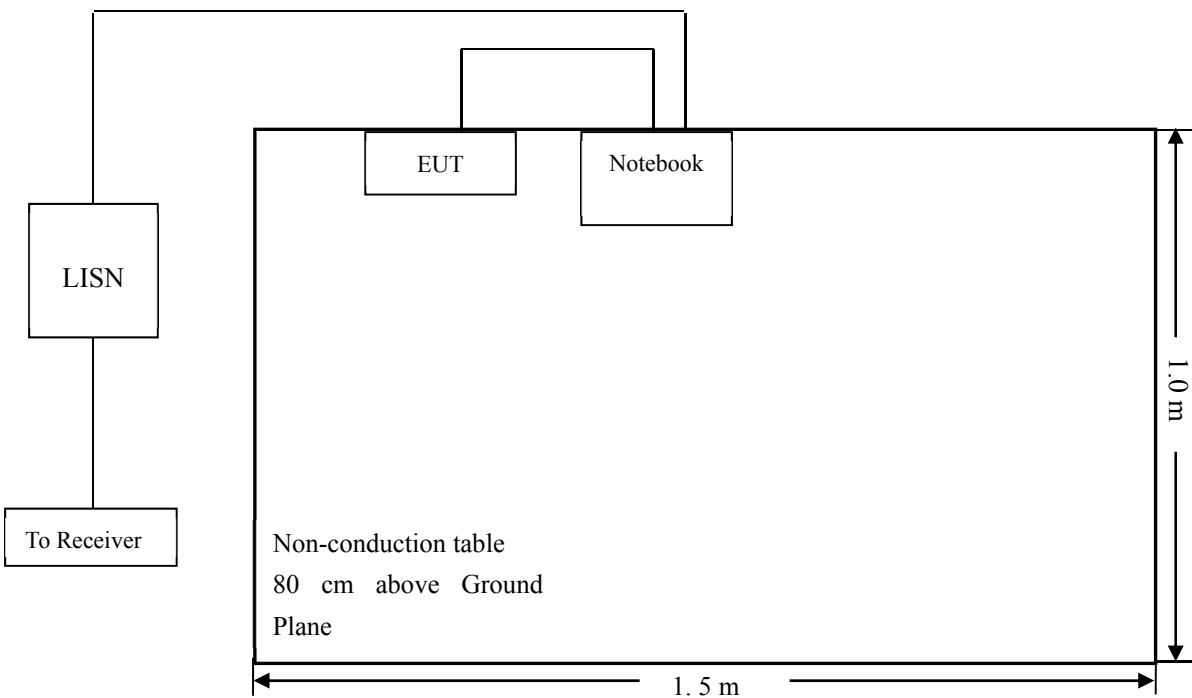 EUT
Notebook
LISN
To Receiver
Non-conduction table
80 cm above Ground
Plane
1.0 m
1. 5 m